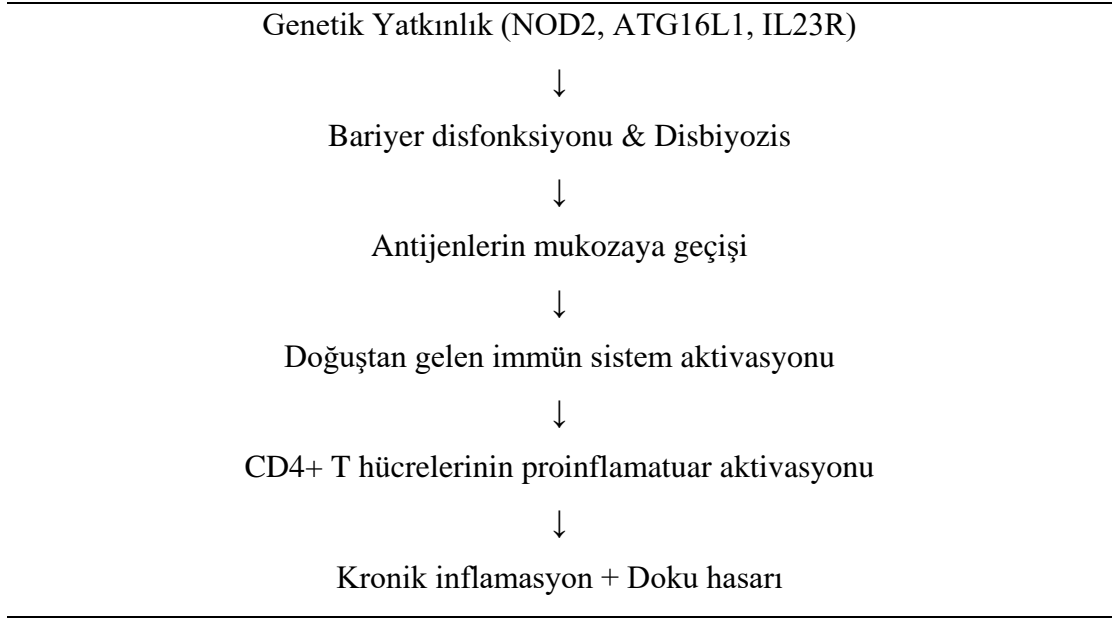 Genetik Yatkınlık (NOD2, ATG16L1, IL23R)
↓
Bariyer disfonksiyonu & Disbiyozis
↓
Antijenlerin mukozaya geçişi
↓
Doğuştan gelen immün sistem aktivasyonu
↓
CD4+ T hücrelerinin proinflamatuar aktivasyonu
↓
Kronik inflamasyon + Doku hasarı